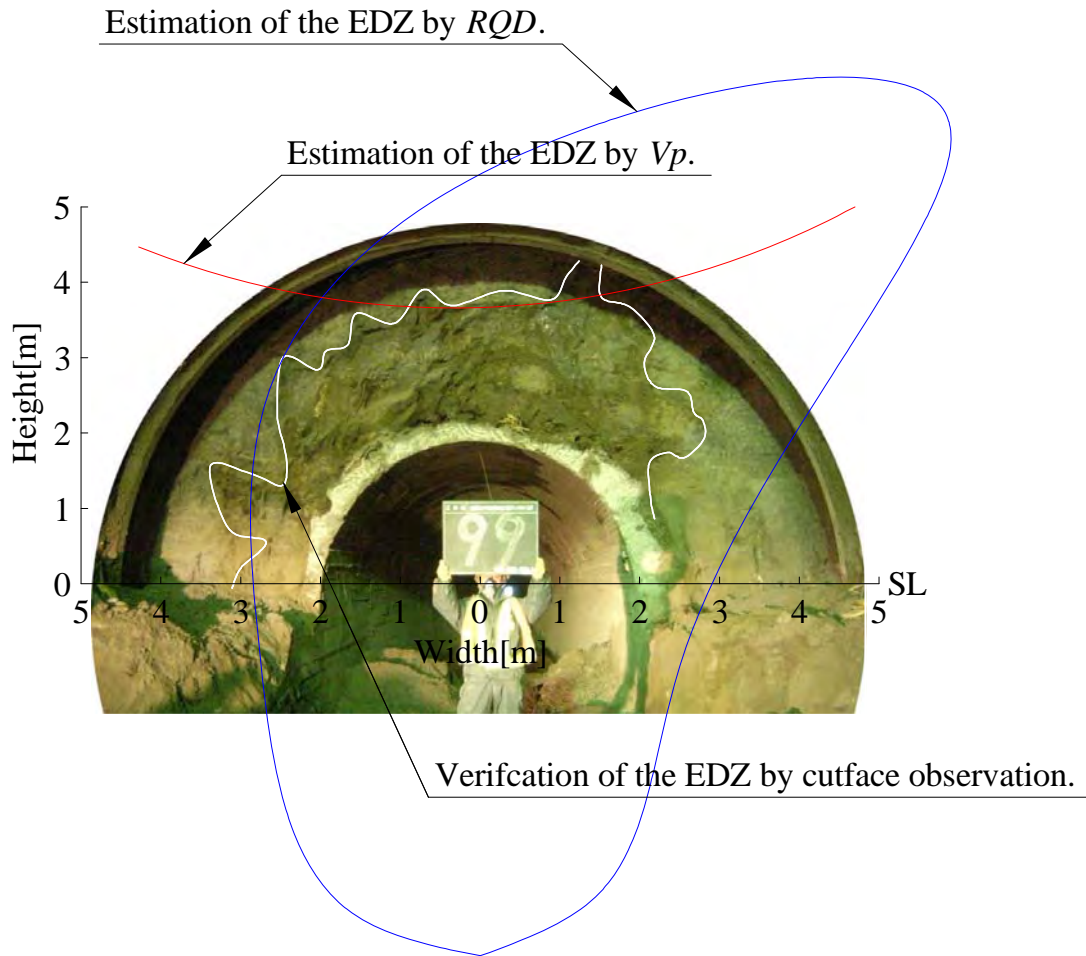 Estimation of the EDZ by RQD.
Estimation of the EDZ by Vp.
5
4
3
2
1
0
Height[m]
99
5 4 3 2 1 0 1 2 3 4 5 SL
Width[m]
Verifcation of the EDZ by cutface observation.